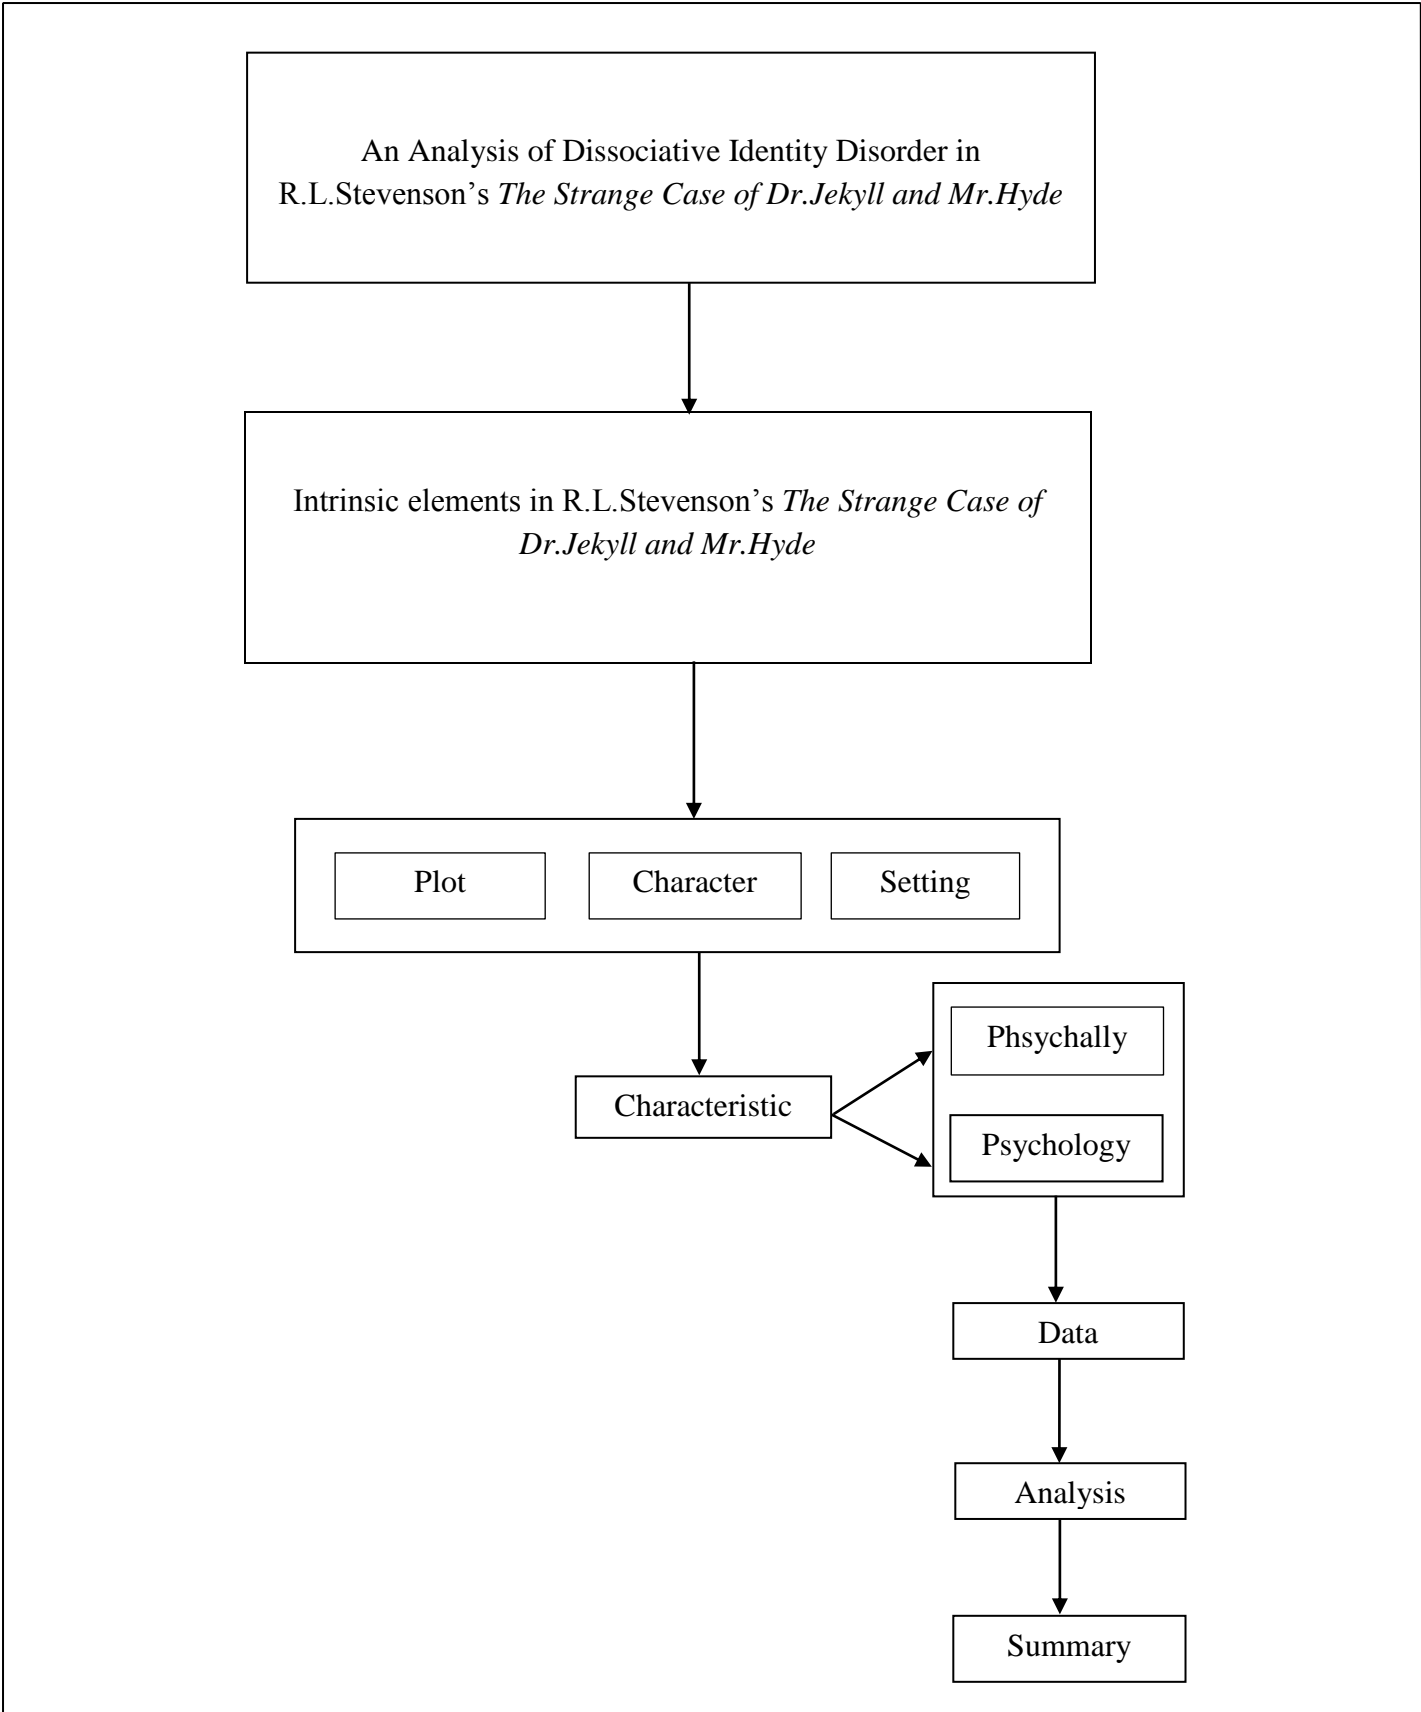 An Analysis of Dissociative Identity Disorder in
R.L.Stevenson’s The Strange Case of Dr.Jekyll and Mr.Hyde
Intrinsic elements in R.L.Stevenson’s The Strange Case of
Dr.Jekyll and Mr.Hyde
Plot
Character
Setting
Phsychally
Characteristic
Psychology
Data
Analysis
Summary